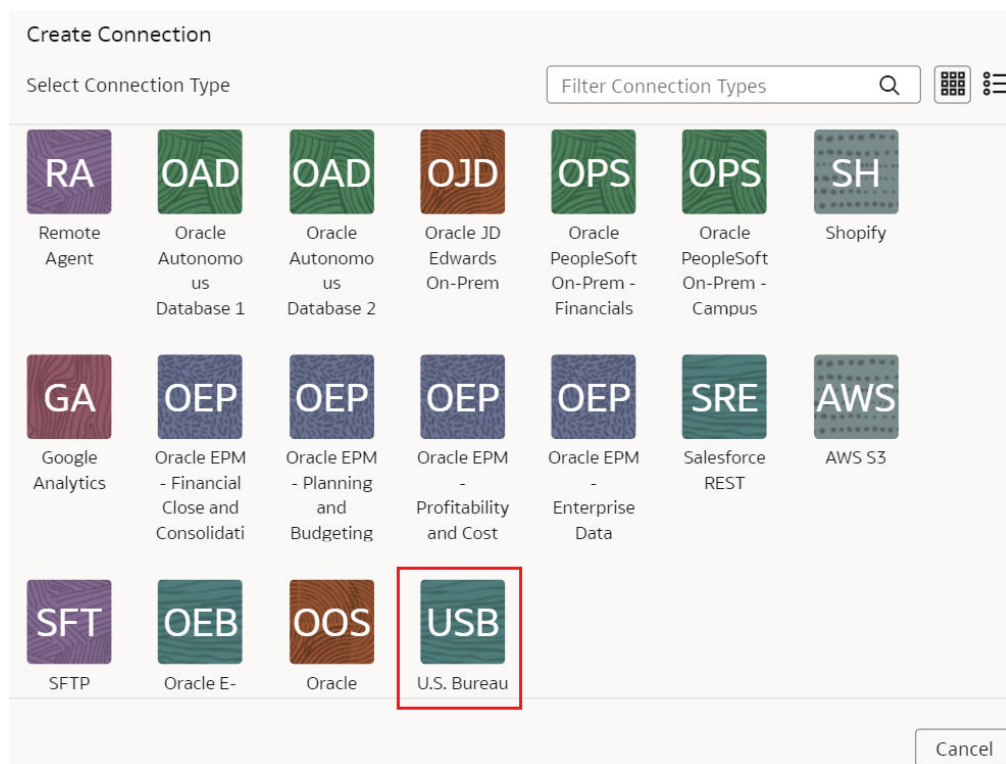 Create Connection
Select Connection Type
Filter Connection Types
RA OAD OAD OJD OPS OPS SH
Remote Oracle Oracle Oracle JD Oracle Oracle Shopify
Agent Autonomo Autonomo Edwards PeopleSoft PeopleSoft
us us On-Prem On-Prem - On-Prem -
Database 1 Database 2 Financials Campus
GA OEP OEP OEP OEP SRE AWS
Google Oracle EPM Oracle EPM Oracle EPM Oracle EPM Salesforce AWS S3
Analytics - Financial - Planning - - REST
Close and and Profitability Enterprise
Consolidati Budgeting and Cost Data
SFT OEB OOS USB
SFTP Oracle E- Oracle U.S. Bureau
Cancel